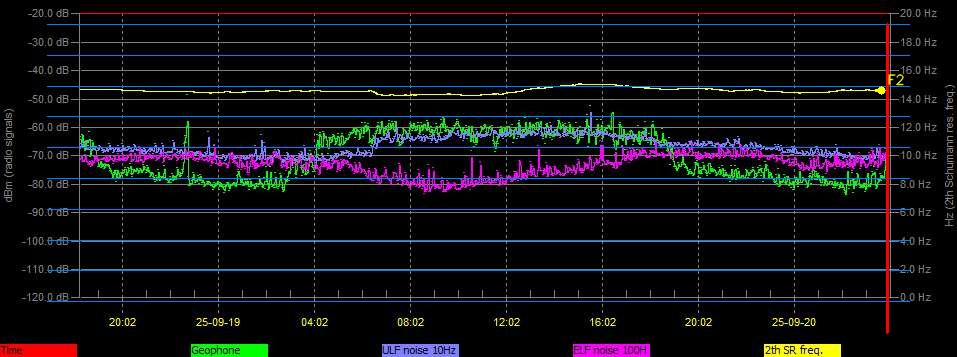 -20.0 dB
-30.0 dB
-40.0 dB
-50.0 dB
-60.0 dB
-70.0 dB
-80.0 dB
-90.0 dB
-100.0 dB
-110.0 dB
-120.0 dB
dBm (radio signals)
20.0 Hz
18.0 Hz
16.0 Hz
14.0 Hz
12.0 Hz
10.0 Hz
8.0 Hz
6.0 Hz
4.0 Hz
2.0 Hz
0.0 Hz
Hz (2th Schumann res. freq.)
F2
20:02 25-09-19 04:02 08:02 12:02 16:02 20:02 25-09-20
Time Geophone ULF noise 10Hz ELF noise 100H 2th SR freq.